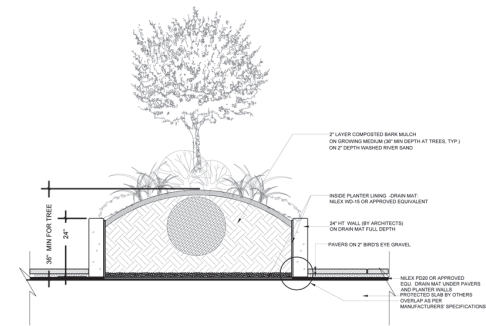 2" LAYER COMPOSTED BARK MULCH
ON GROWING MEDIUM (36" MIN DEPTH AT TREES, TYP.)
ON 2" DEPTH WASHED RIVER SAND
INSIDE PLANTER LINING -DRAIN MAT-
NILEX WD-15 OR APPROVED EQUIVALENT
24" HT WALL (BY ARCHITECTS)
ON DRAIN MAT FULL DEPTH
PAVERS ON 2" BIRD'S EYE GRAVEL
NILEX PD20 OR APPROVED
EQU. DRAIN MAT UNDER PAVERS
AND PLANTER WALLS
PROTECTED SLAB BY OTHERS
OVERLAP AS PER
MANUFACTURERS' SPECIFICATIONS
36" MIN FOR TREE
24"